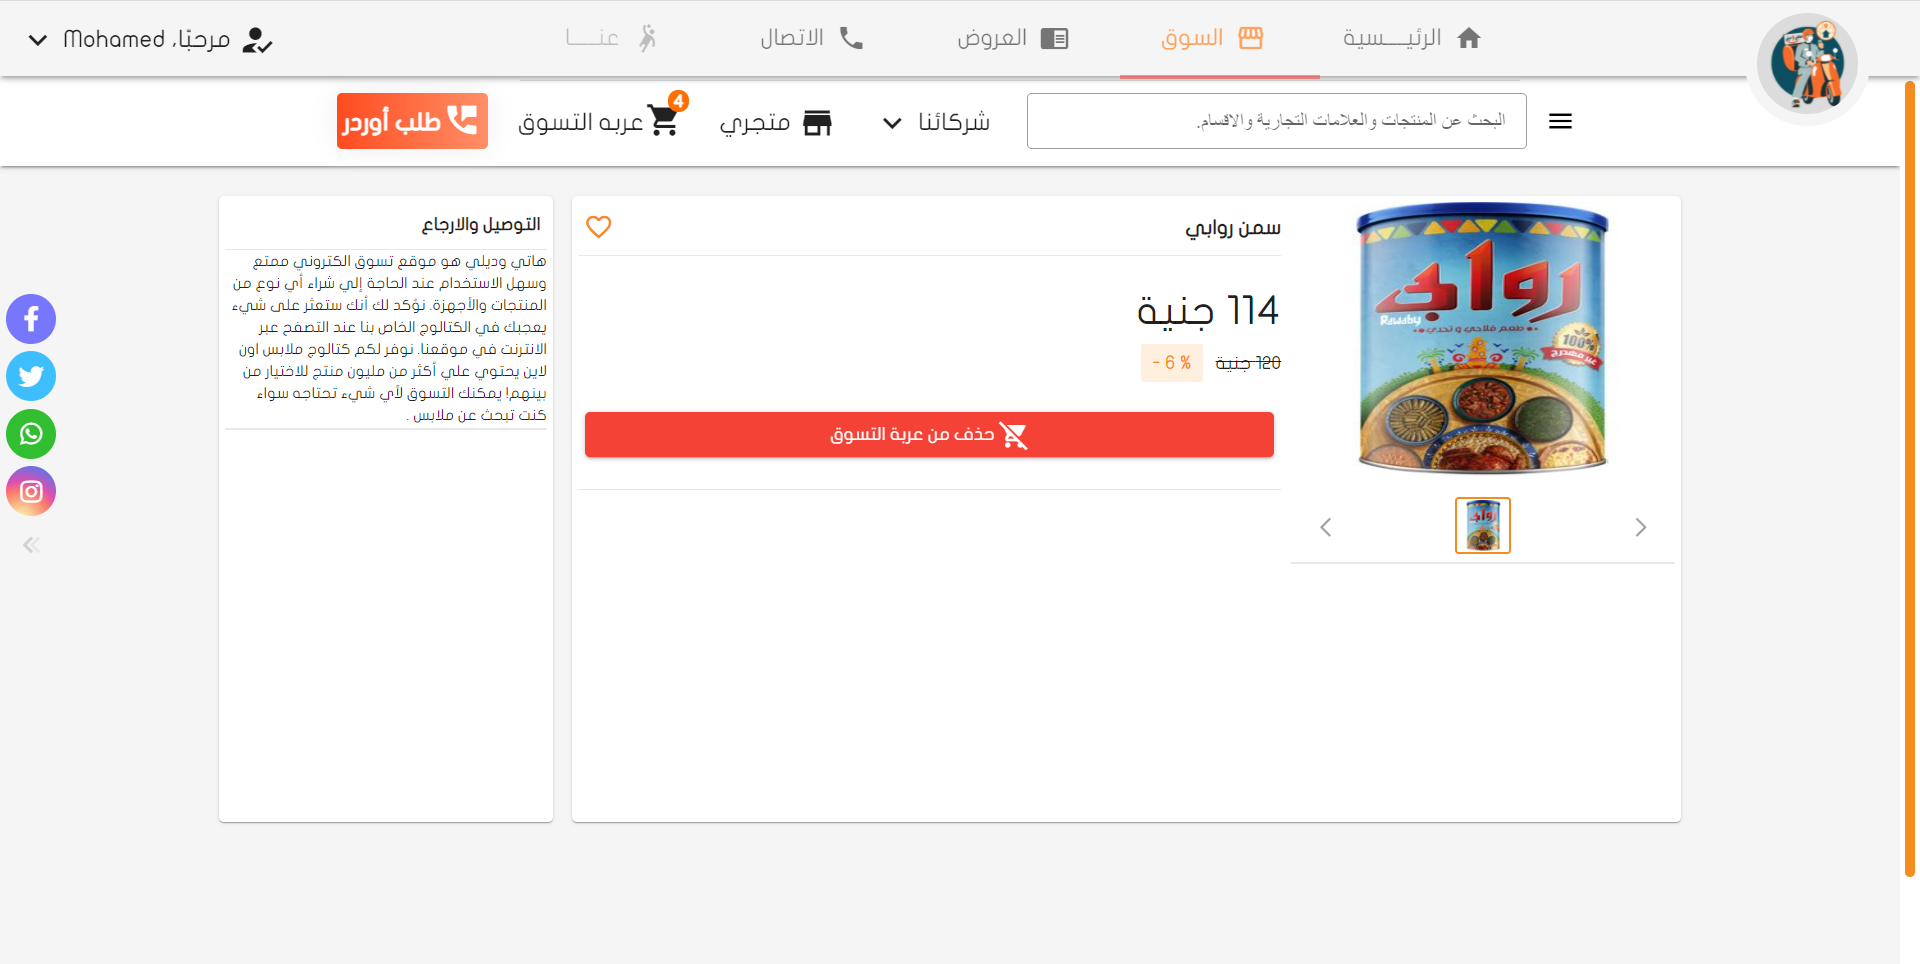 الرئيـــسية
السوق
العروض
الاتصال
عنــــا
مرحبًا، Mohamed
البحث عن المنتجات والعلامات التجارية والاقسام.
شركائنا
متجري
عربه التسوق
4
طلب أوردر
روابي
Rawaby
طعم فلاحي و تحدي
100%
غير مهدرج
سمن روابي
114 جنية
120 جنية
- 6 %
حذف من عربة التسوق
التوصيل والارجاع
هاتي وديلي هو موقع تسوق الكتروني ممتع
وسهل الاستخدام عند الحاجة إلي شراء أي نوع من
المنتجات والأجهزة. نؤكد لك أنك ستعثر على شيء
يعجبك في الكتالوج الخاص بنا عند التصفح عبر
الانترنت في موقعنا. نوفر لكم كتالوج ملابس اون
لاين يحتوي علي أكثر من مليون منتج للاختيار من
بينهم! يمكنك التسوق لأي شيء تحتاجه سواء
كنت تبحث عن ملابس .